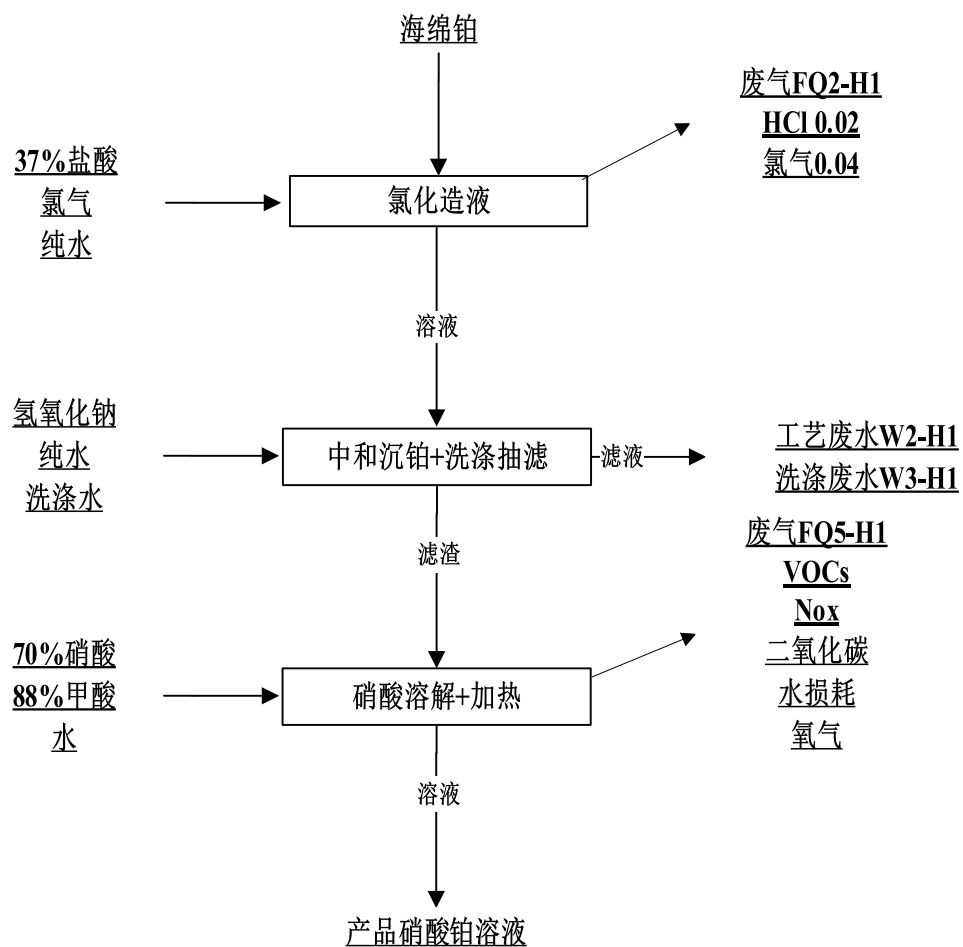 海绵铂
废气FQ2-H1
HCl 0.02
氯气0.04
37%盐酸
氯气
纯水
氯化造液
溶液
氢氧化钠
纯水
洗涤水
中和沉铂+洗涤抽滤
滤液
工艺废水W2-H1
洗涤废水W3-H1
滤渣
废气FQ5-H1
VOCs
Nox
二氧化碳
水损耗
氧气
70%硝酸
88%甲酸
水
硝酸溶解+加热
溶液
产品硝酸铂溶液